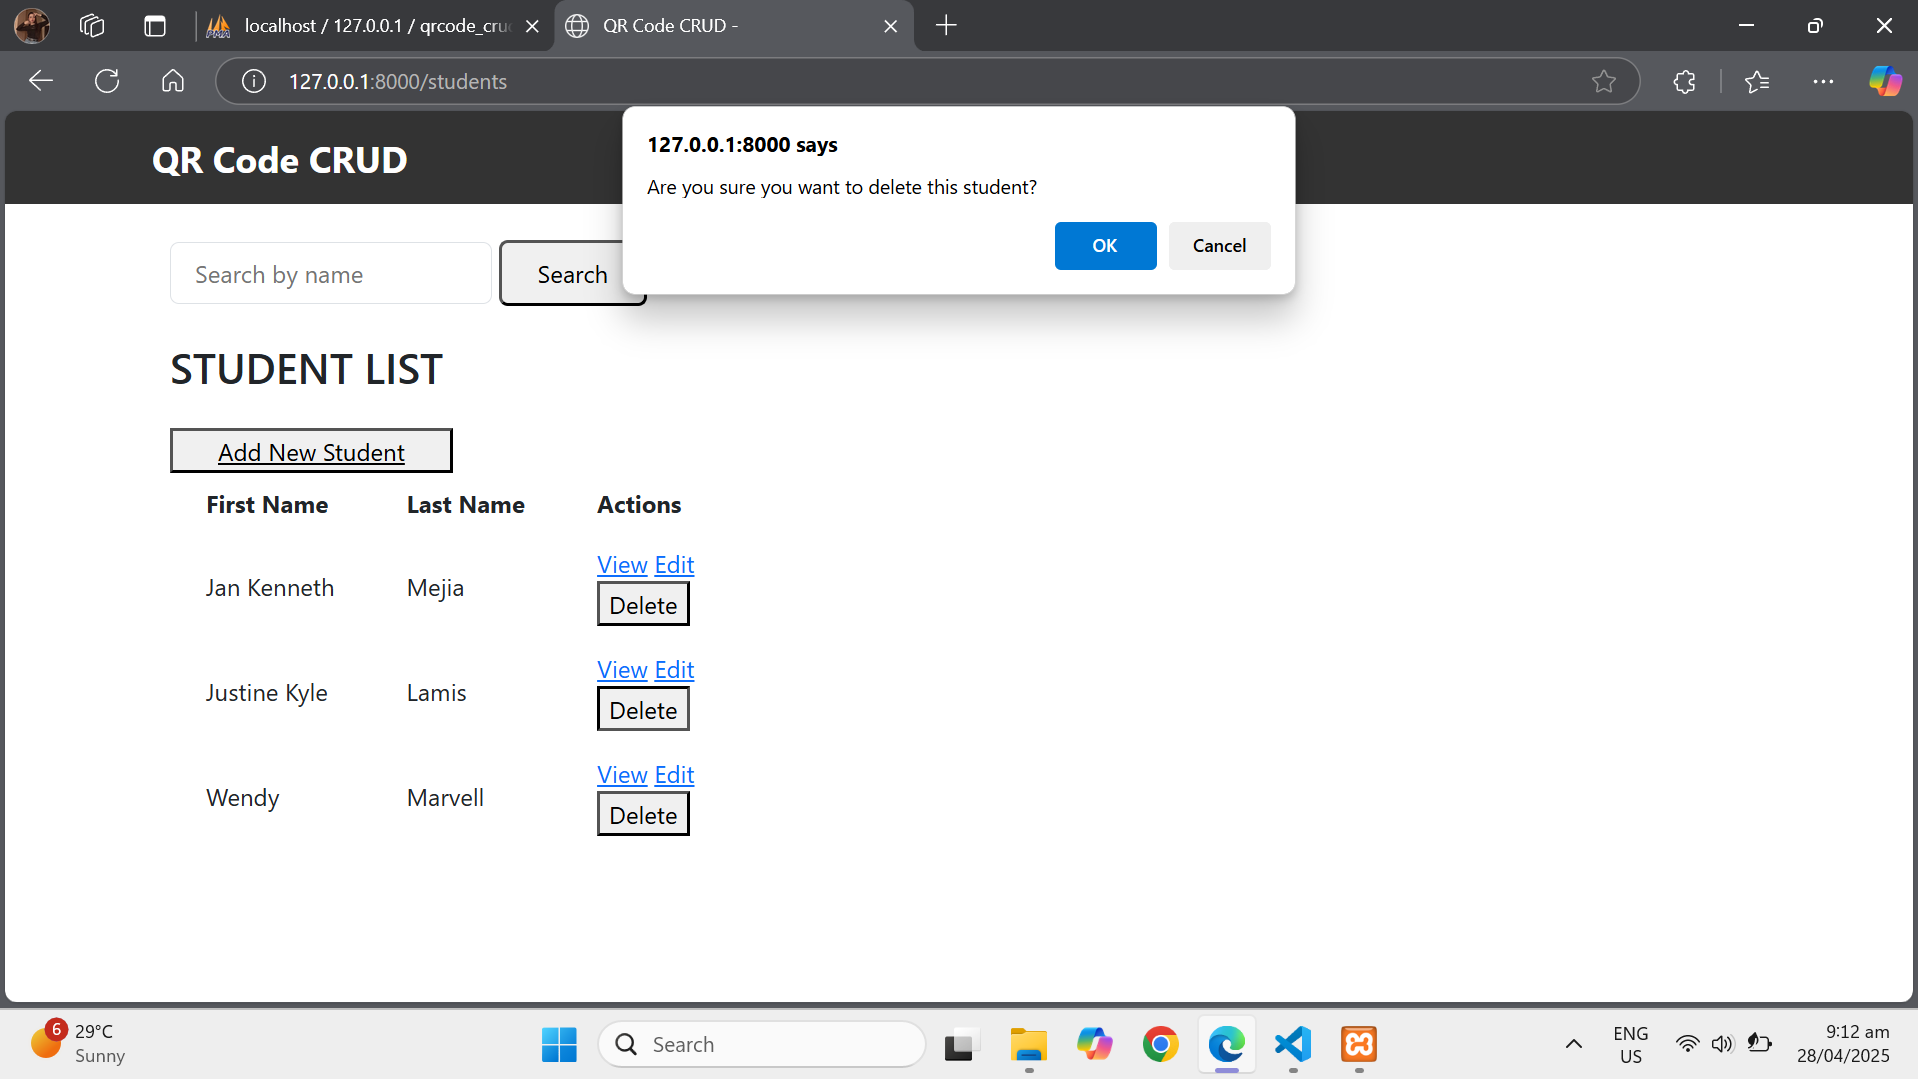 localhost / 127.0.0.1 / qrcode_cru
QR Code CRUD -
127.0.0.1:8000/students
QR Code CRUD
127.0.0.1:8000 says
Are you sure you want to delete this student?
OK Cancel
Search by name Search
STUDENT LIST
Add New Student
First Name Last Name Actions
View Edit
Jan Kenneth Mejia
Delete
View Edit
Justine Kyle Lamis
Delete
View Edit
Wendy Marvell
Delete
6
29°C
Sunny
Search
ENG
US
9:12 am
28/04/2025